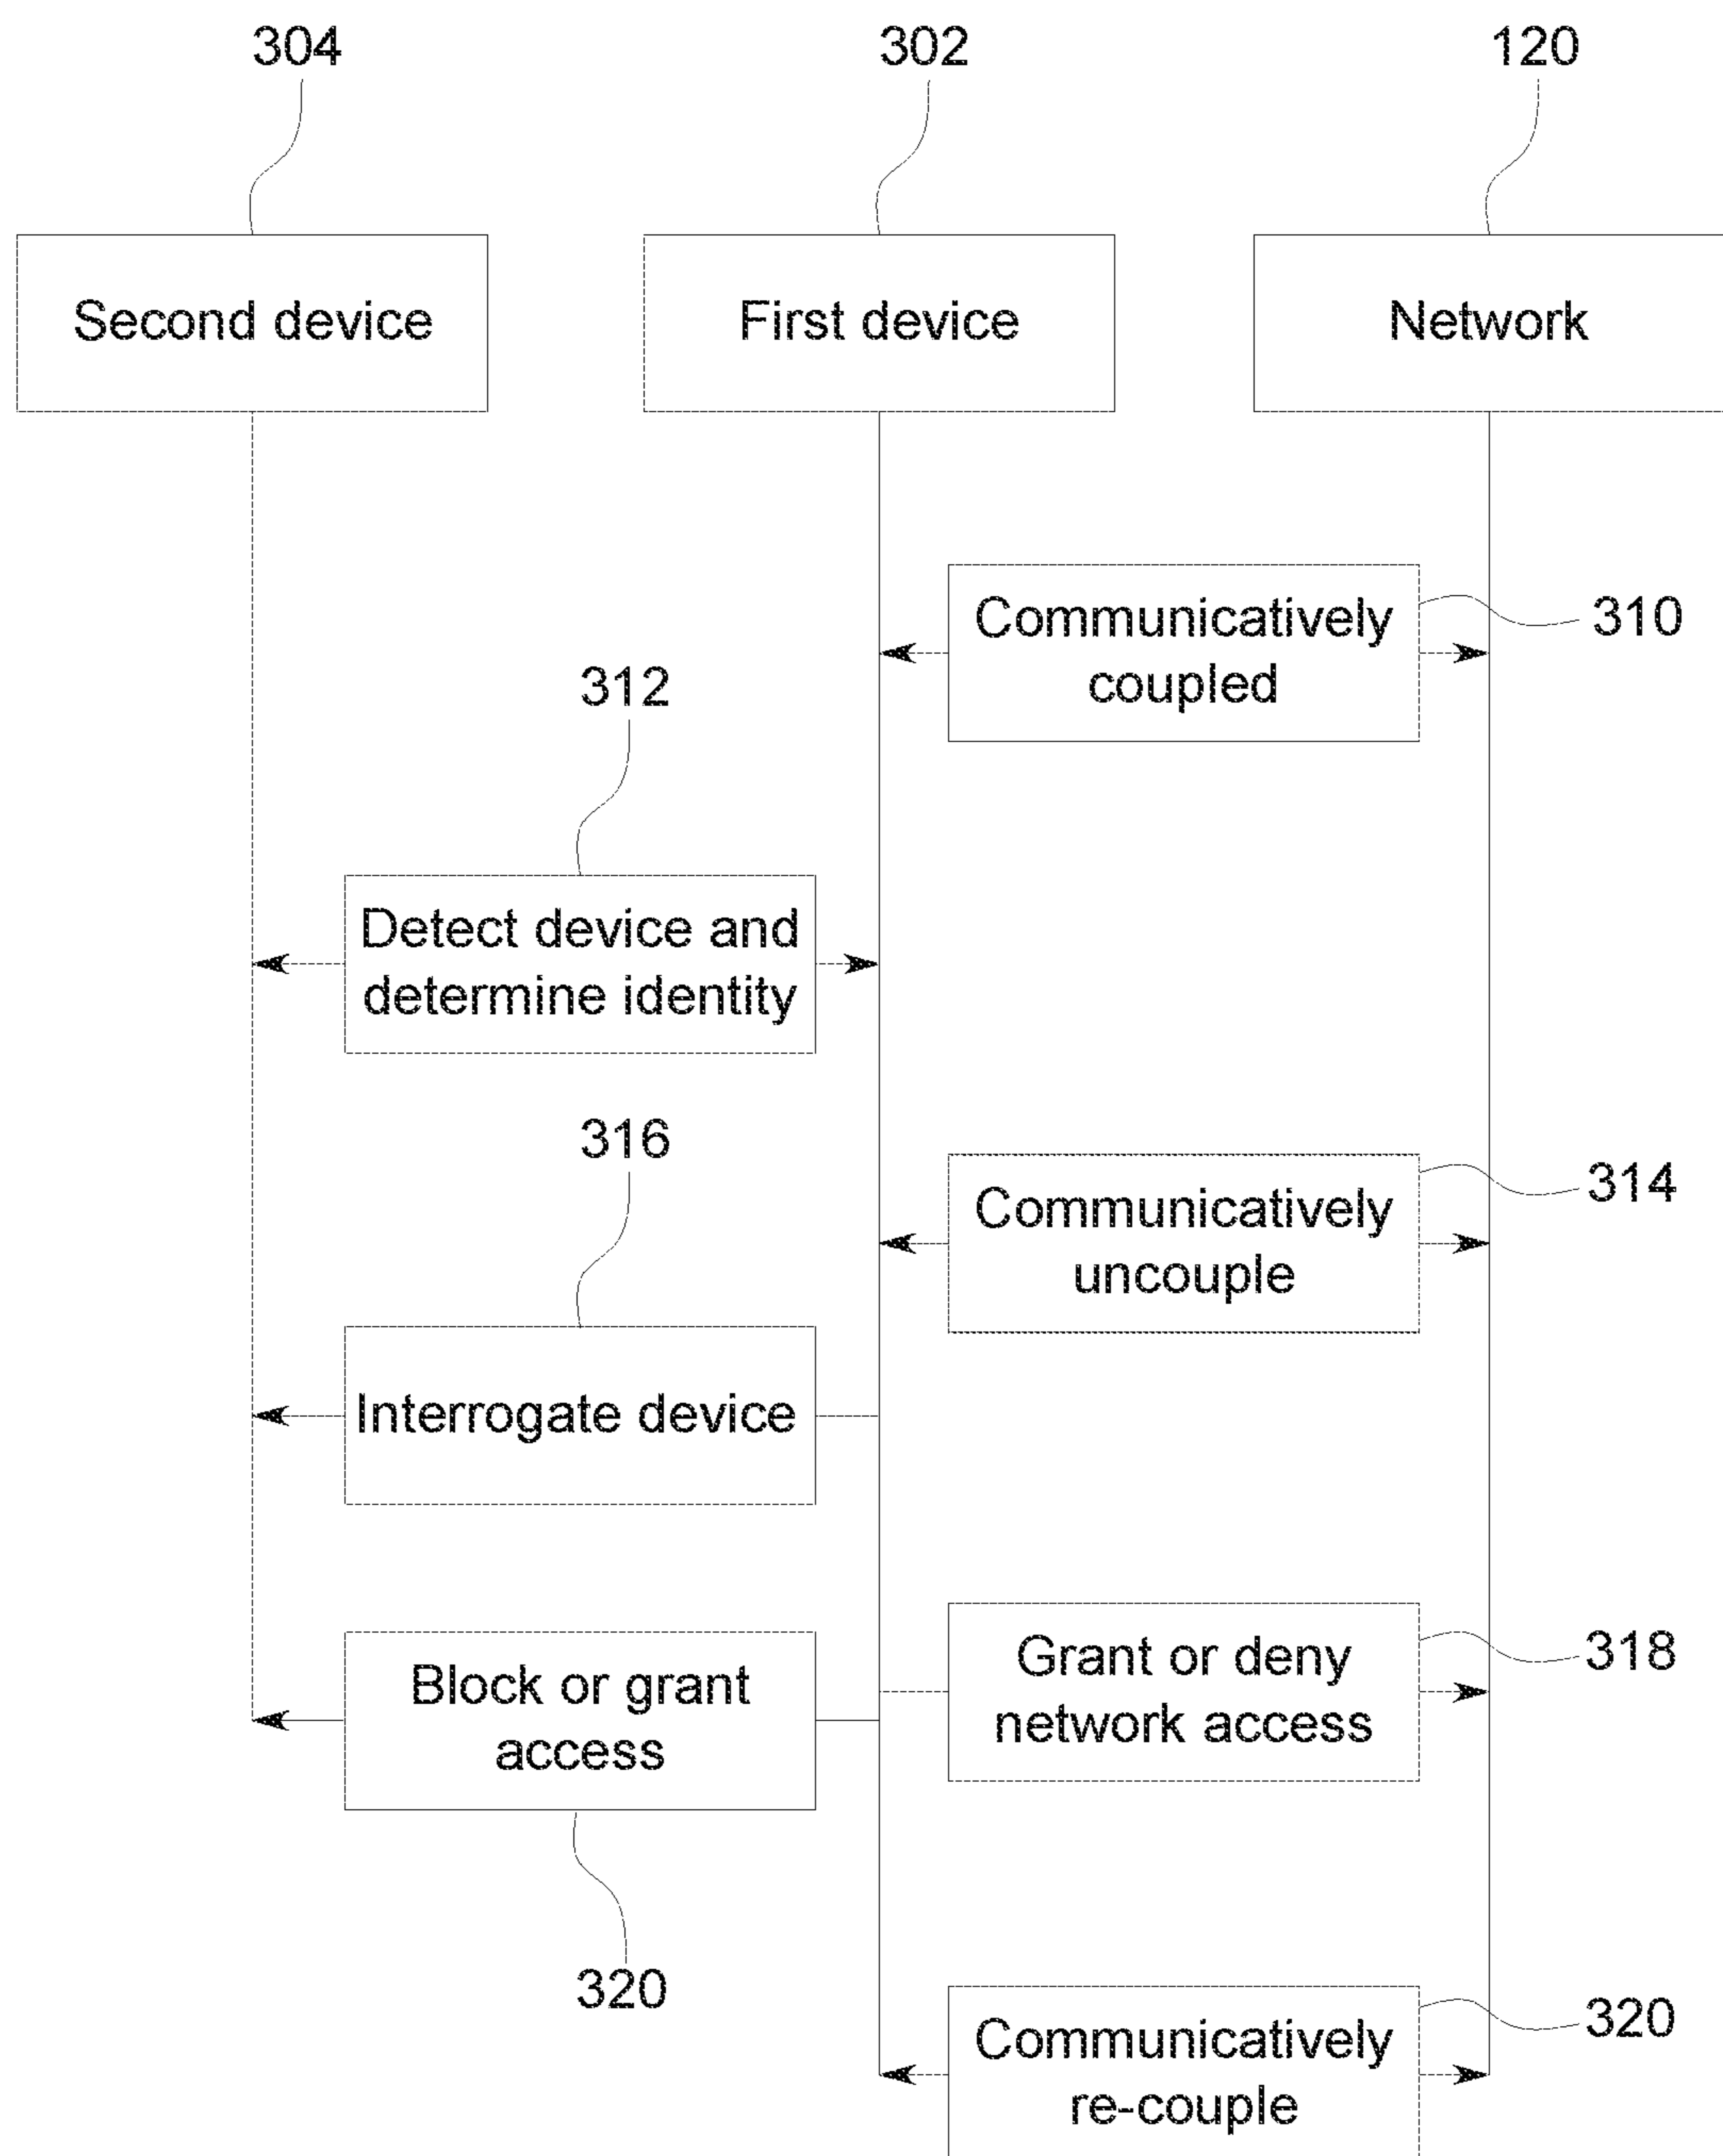 304
302
120
Second device
First device
Network
Communicatively
coupled
310
312
Detect device and
determine identity
316
Communicatively
uncouple
314
Interrogate device
Block or grant
access
Grant or deny
network access
318
320
Communicatively
re-couple
320